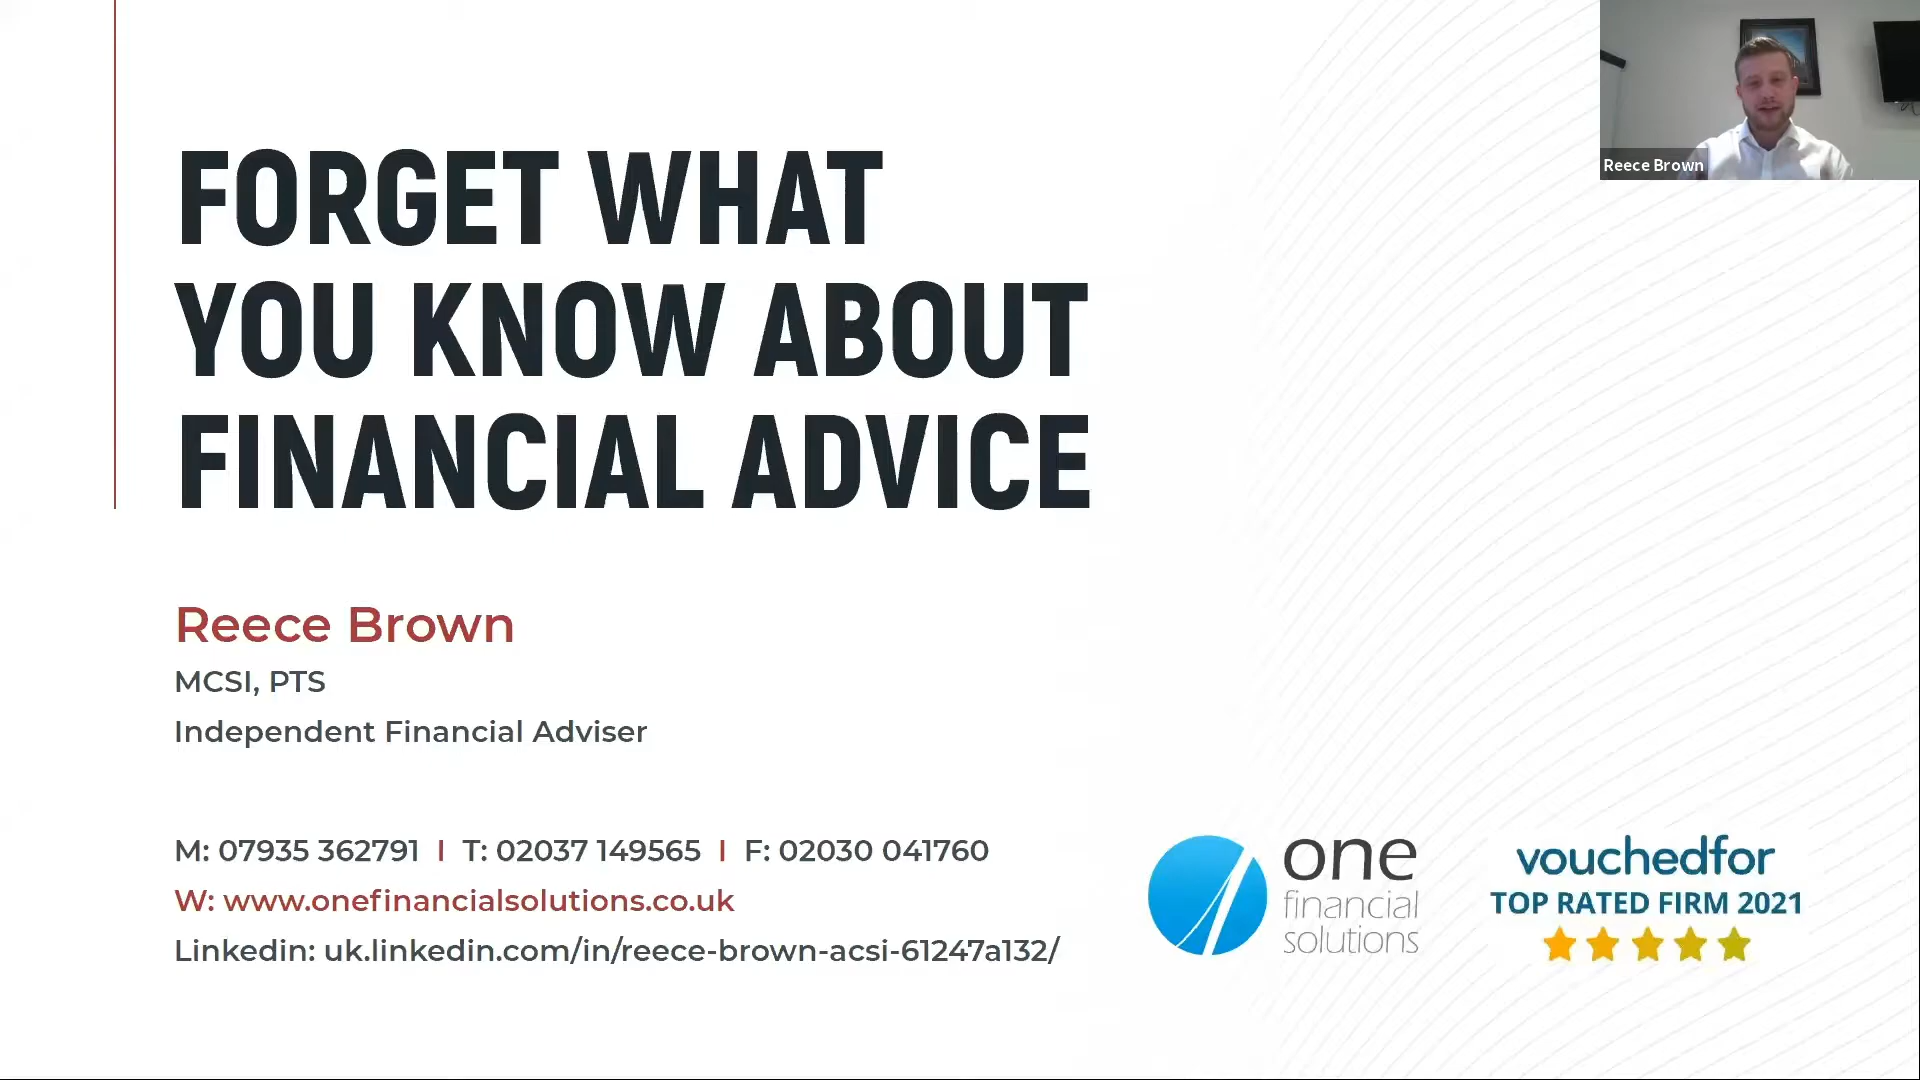 FORGET WHAT
YOU KNOW ABOUT
FINANCIAL ADVICE
Reece Brown
Reece Brown
MCSI, PTS
Independent Financial Adviser
M: 07935 362791 | T: 02037 149565 | F: 02030 041760
W: www.onefinancialsolutions.co.uk
Linkedin: uk.linkedin.com/in/reece-brown-acsi-61247a132/
one
financial
solutions
vouchedfor
TOP RATED FIRM 2021